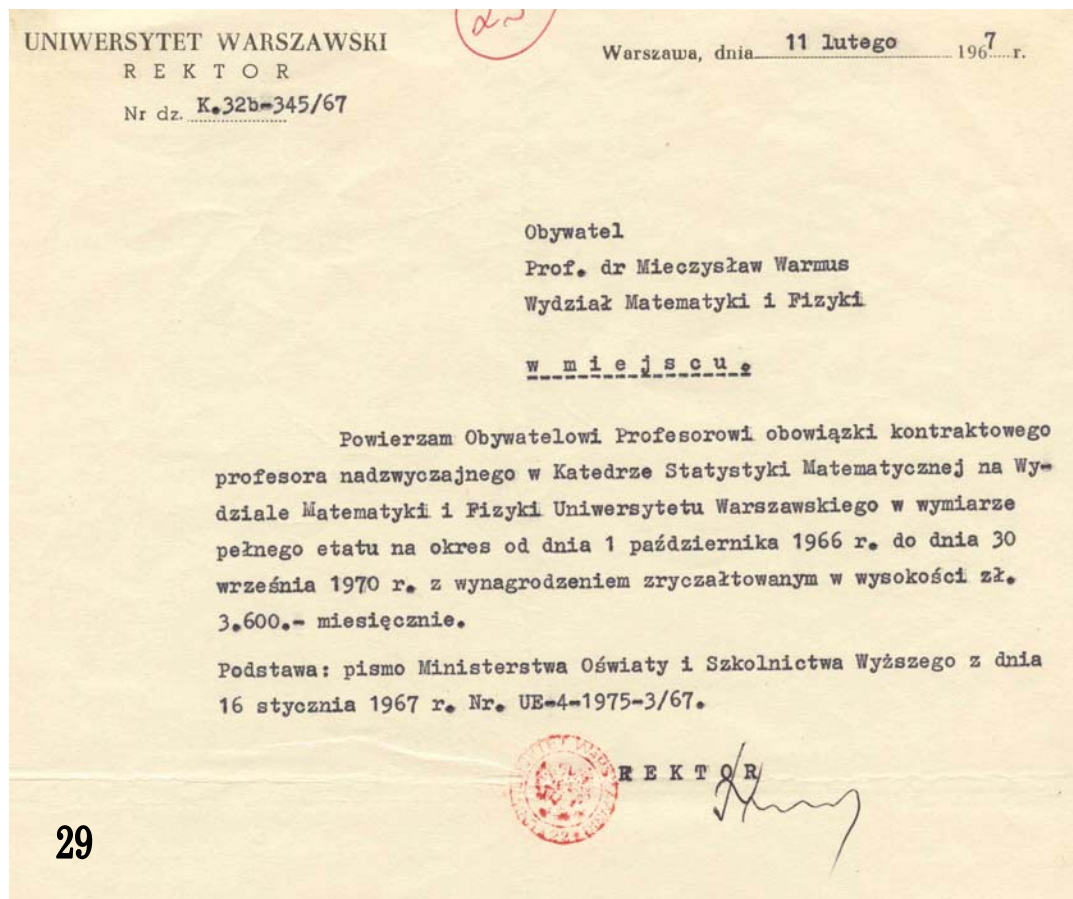 UNIWERSYTET WARSZAWSKI
REKTOR
Nr dz. K.32b-345/67
Warszawa, dnia 11 lutego 1967 r.
Obywatel
Prof. dr Mieczysław Warmus
Wydział Matematyki i Fizyki
w miejscu.
Powierzam Obywatelowi Profesorowi obowiązki kontraktowego
profesora nadzwyczajnego w Katedrze Statystyki Matematycznej na Wy-
dziale Matematyki i Fizyki Uniwersytetu Warszawskiego w wymiarze
pełnego etatu na okres od dnia 1 października 1966 r. do dnia 30
września 1970 r. z wynagrodzeniem zryczałtowanym w wysokości zł.
3.600.- miesięcznie.
Podstawa: pismo Ministerstwa Oświaty i Szkolnictwa Wyższego z dnia
16 stycznia 1967 r. Nr. UE-4-1975-3/67.
REKTOR
29